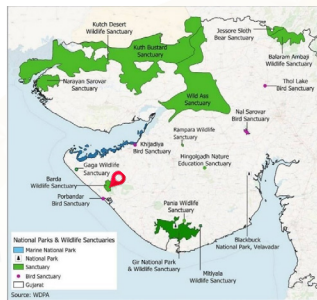 Kutch Desert
Wildlife Sanctuary
Jessore Sloth
Bear Sanctuary
Kuth Bustard
Sanctuary
Balaram Ambaji
Wildlife Sanctuary
Narayan Sarovar
Sanctuary
Wild Ass
Sanctuary
Thol Lake
Bird Sanctuary
Nal Sarovar
Bird Sanctuary
Rampara Wildlife
Sanctuary
Khijadiya
Bird Sanctuary
Gaga Wildlife
Sanctuary
Hingolgadh Nature
Education Sanctuary
Barda
Wildlife Sanctuary
Porbandar
Bird Sanctuary
Pania Wildlife
Sanctuary
Blackbuck
National Park, Velavadar
Gir National Park
& Wildlife Sanctuary
Mitiyala
Wildlife Sanctuary
National Parks & Wildlife Sanctuaries
Marine National Park
National Park
Sanctuary
Bird Sanctuary
Gujarat
Source: WDPA